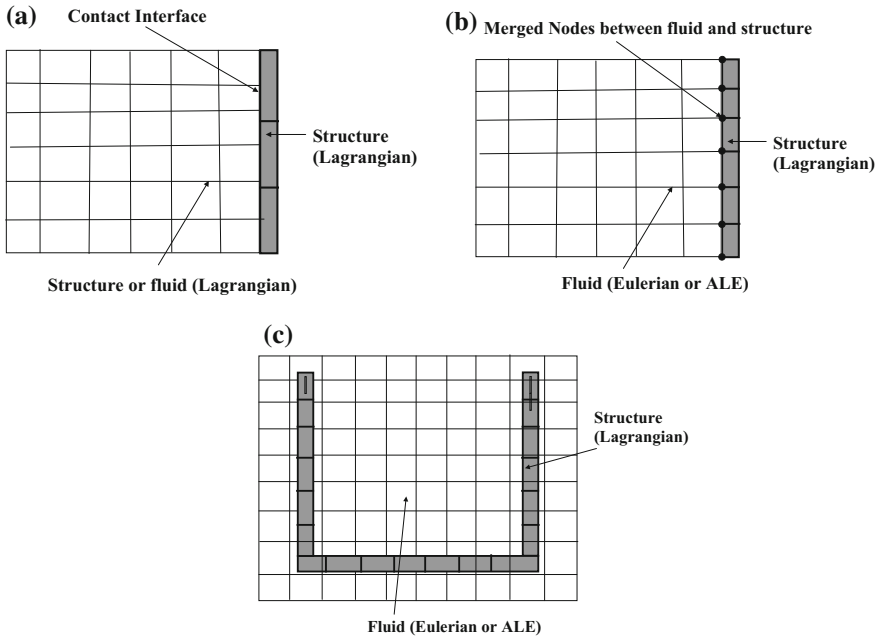 (a)
Contact Interface
Structure
(Lagrangian)
Structure or fluid (Lagrangian)
(b)
Merged Nodes between fluid and structure
Structure
(Lagrangian)
Fluid (Eulerian or ALE)
(c)
Structure
(Lagrangian)
Fluid (Eulerian or ALE)